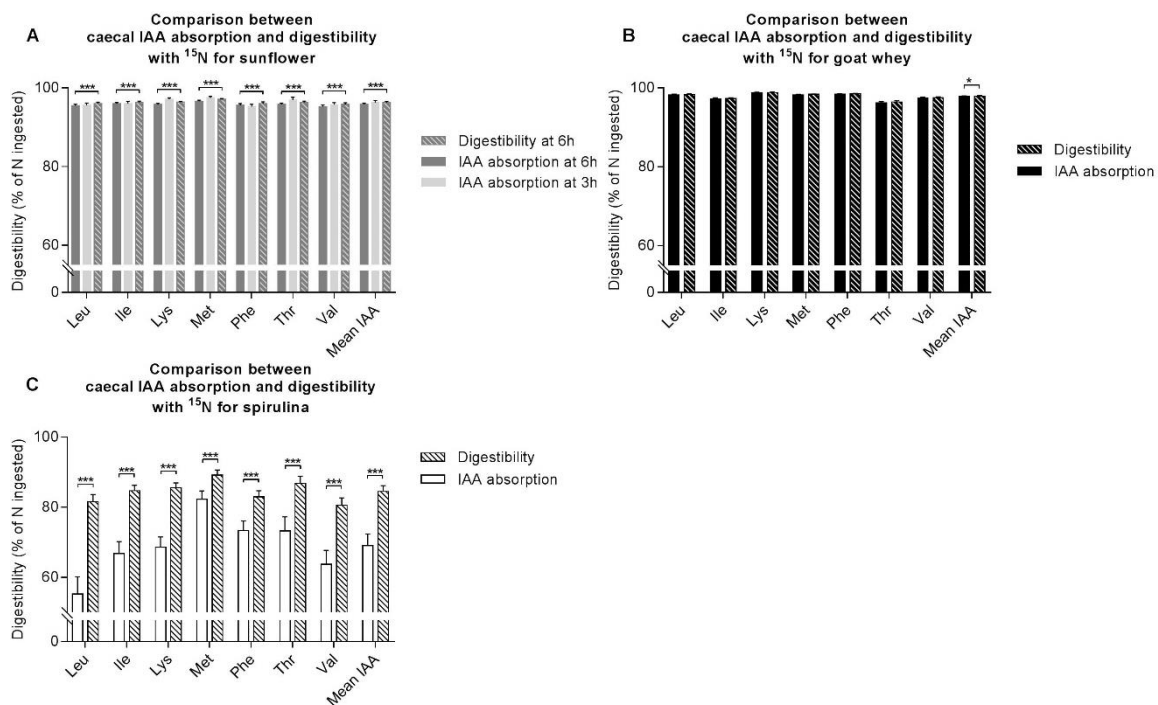 A
Comparison between
caecal IAA absorption and digestibility
with ¹⁵N for sunflower
Digestibility (% of N ingested)
100
80
60
0
*** *** *** *** *** *** *** ***
Leu Ile Lys Met Phe Thr Val Mean IAA
Digestibility at 6h
IAA absorption at 6h
IAA absorption at 3h
B
Comparison between
caecal IAA absorption and digestibility
with ¹⁵N for goat whey
Digestibility (% of N ingested)
100
80
60
0
*
Leu Ile Lys Met Phe Thr Val Mean IAA
Digestibility
IAA absorption
C
Comparison between
caecal IAA absorption and digestibility
with ¹⁵N for spirulina
Digestibility (% of N ingested)
100
80
60
0
*** *** *** *** *** *** *** ***
Leu Ile Lys Met Phe Thr Val Mean IAA
Digestibility
IAA absorption